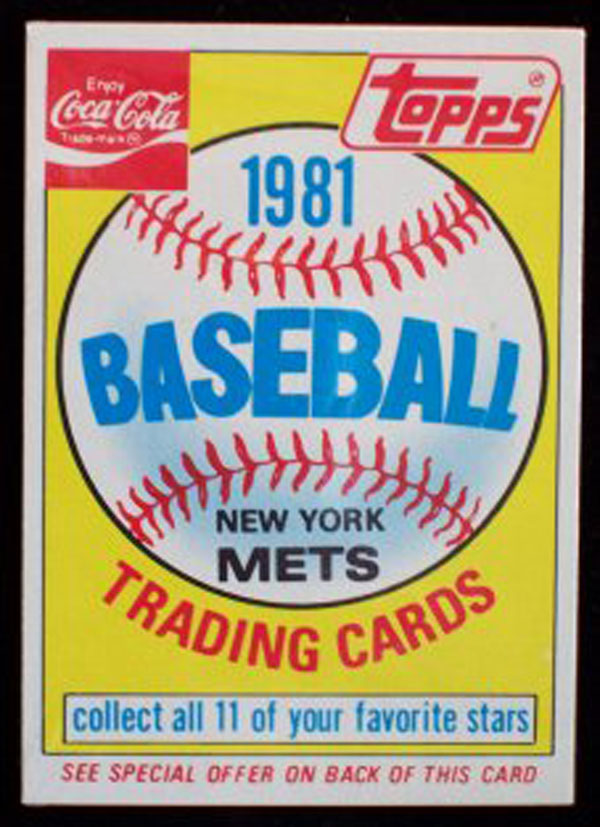 Enjoy
Coca-Cola
Trade-mark ®
Topps ®
1981
BASEBALL
NEW YORK
METS
TRADING CARDS
collect all 11 of your favorite stars
SEE SPECIAL OFFER ON BACK OF THIS CARD